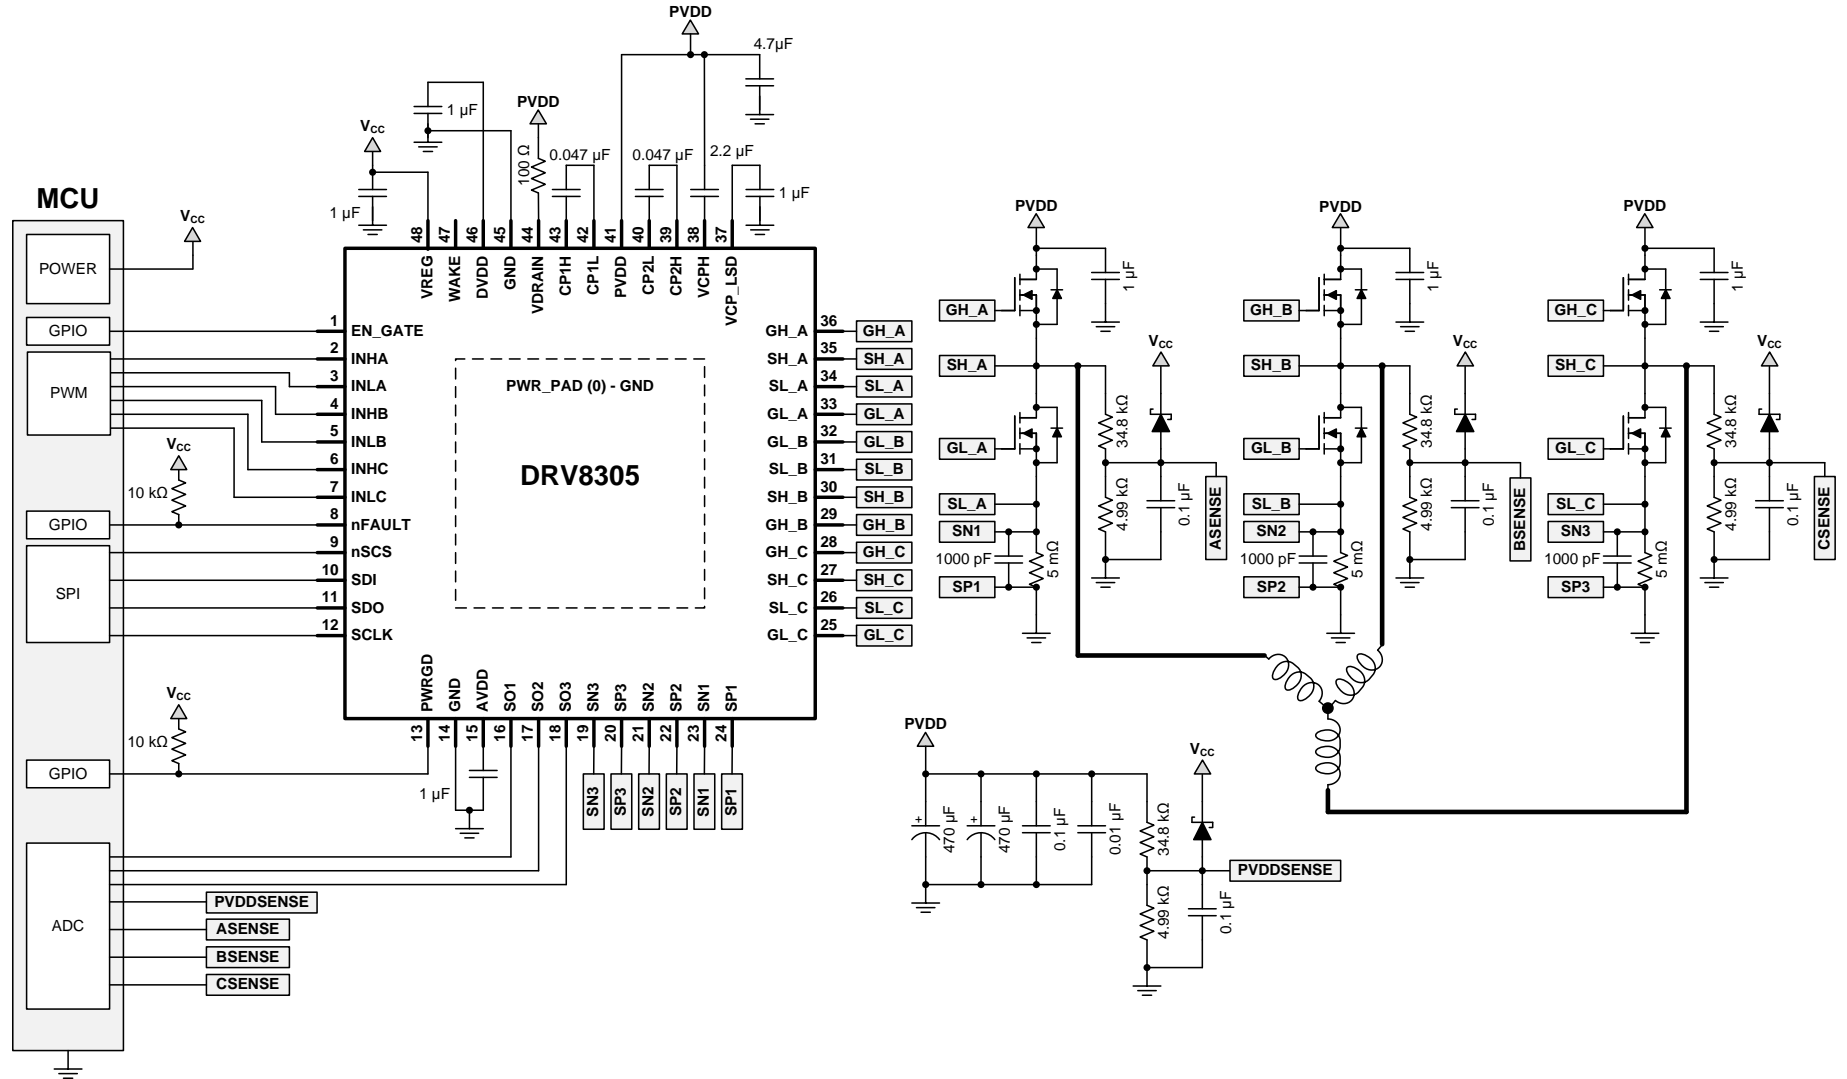 PVDD
4.7µF
1 µF
PVDD
VCC
100 Ω
0.047 µF
0.047 µF
2.2 µF
1 µF
1 µF
MCU
VCC
POWER
GPIO
PWM
VCC
10 kΩ
GPIO
SPI
VCC
10 kΩ
GPIO
ADC
48 47 46 45 44 43 42 41 40 39 38 37
VREG WAKE DVDD GND VDRAIN CP1H CP1L PVDD CP2L CP2H VCPH VCP_LSD
1 EN_GATE
2 INHA
3 INLA
4 INHB
5 INLB
6 INHC
7 INLC
8 nFAULT
9 nSCS
10 SDI
11 SDO
12 SCLK
PWR_PAD (0) - GND
DRV8305
GH_A 36 GH_A
SH_A 35 SH_A
SL_A 34 SL_A
GL_A 33 GL_A
GL_B 32 GL_B
SL_B 31 SL_B
SH_B 30 SH_B
GH_B 29 GH_B
GH_C 28 GH_C
SH_C 27 SH_C
SL_C 26 SL_C
GL_C 25 GL_C
PWRGD GND AVDD SO1 SO2 SO3 SN3 SP3 SN2 SP2 SN1 SP1
13 14 15 16 17 18 19 20 21 22 23 24
1 µF
SN3 SP3 SN2 SP2 SN1 SP1
PVDDSENSE
ASENSE
BSENSE
CSENSE
PVDD
1 µF
GH_A
SH_A
VCC
34.8 kΩ
GL_A
SL_A
SN1
1000 pF
SP1
5 mΩ
4.99 kΩ
0.1 µF
ASENSE
PVDD
1 µF
GH_B
SH_B
VCC
34.8 kΩ
GL_B
SL_B
SN2
1000 pF
SP2
5 mΩ
4.99 kΩ
0.1 µF
BSENSE
PVDD
1 µF
GH_C
SH_C
VCC
34.8 kΩ
GL_C
SL_C
SN3
1000 pF
SP3
5 mΩ
4.99 kΩ
0.1 µF
CSENSE
PVDD
+
470 µF
+
470 µF
0.1 µF
0.01 µF
34.8 kΩ
VCC
PVDDSENSE
4.99 kΩ
0.1 µF